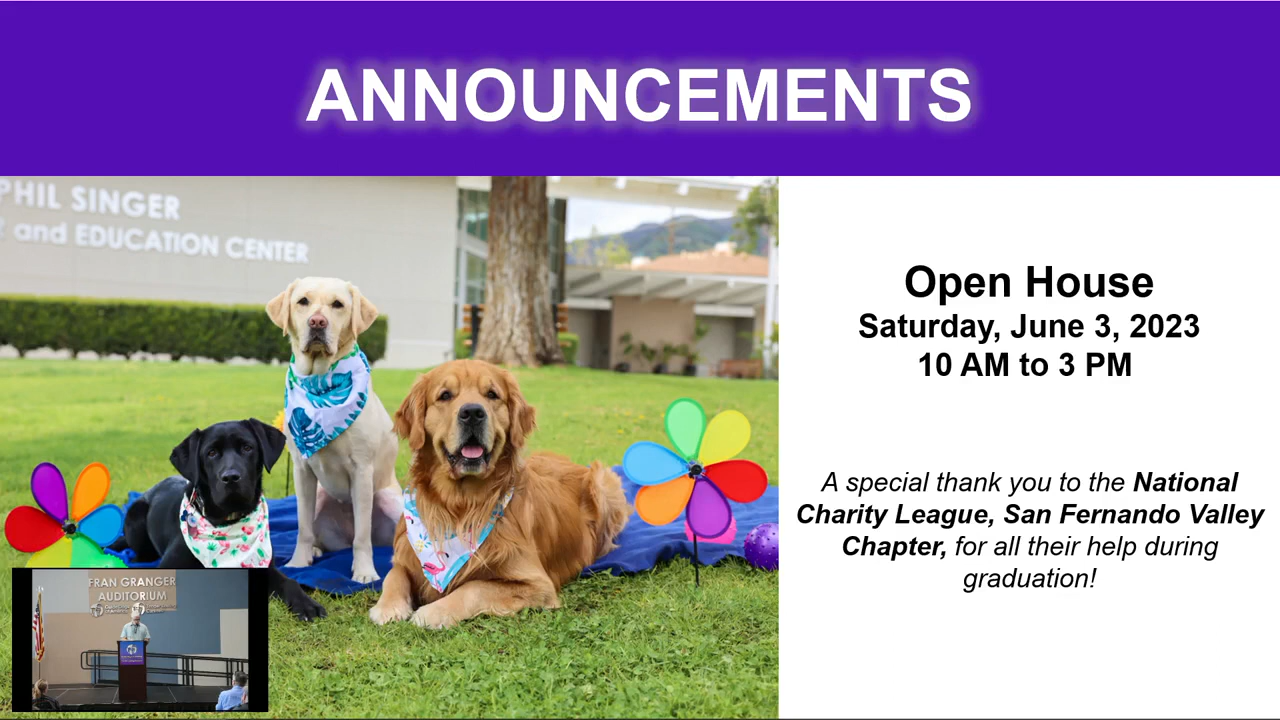 ANNOUNCEMENTS
PHIL SINGER
and EDUCATION CENTER
Open House
Saturday, June 3, 2023
10 AM to 3 PM
A special thank you to the National
Charity League, San Fernando Valley
Chapter, for all their help during
graduation!
FRAN GRANGER
AUDITORIUM